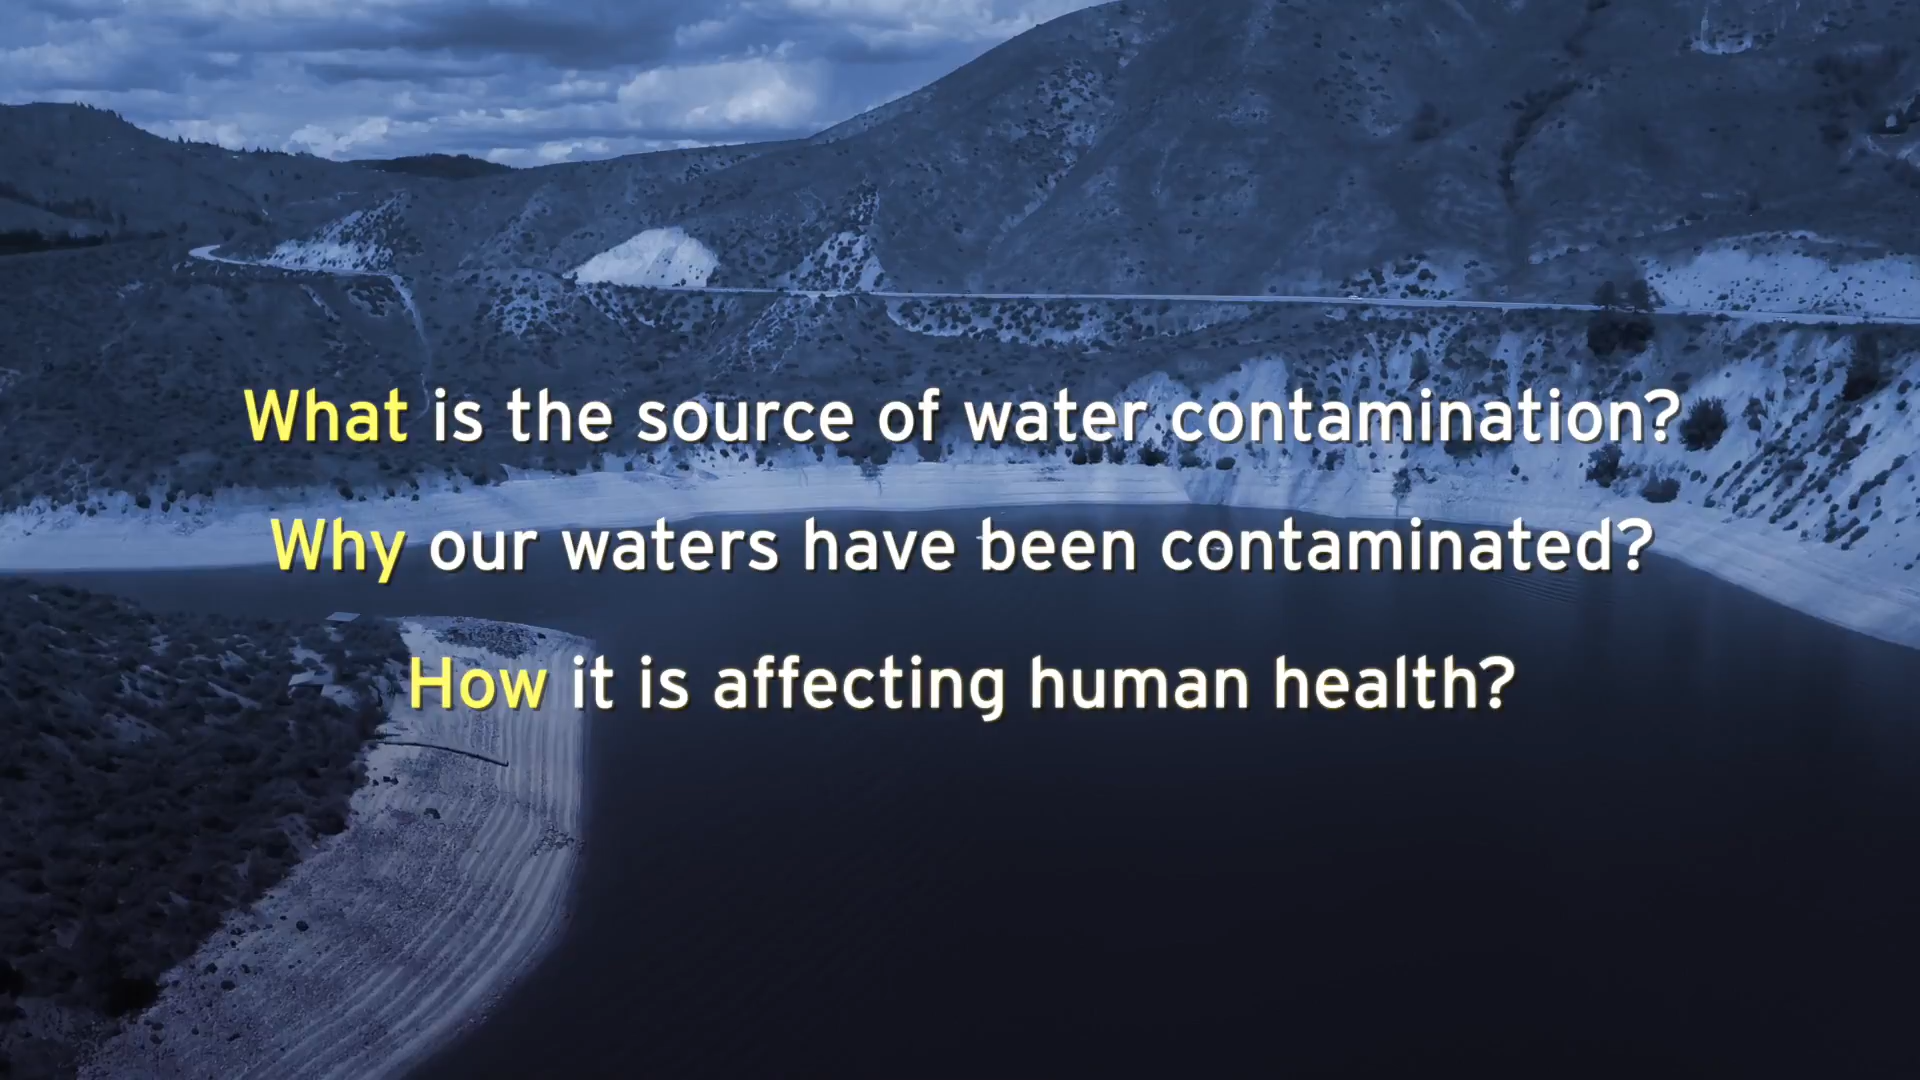 What is the source of water contamination?
Why our waters have been contaminated?
How it is affecting human health?